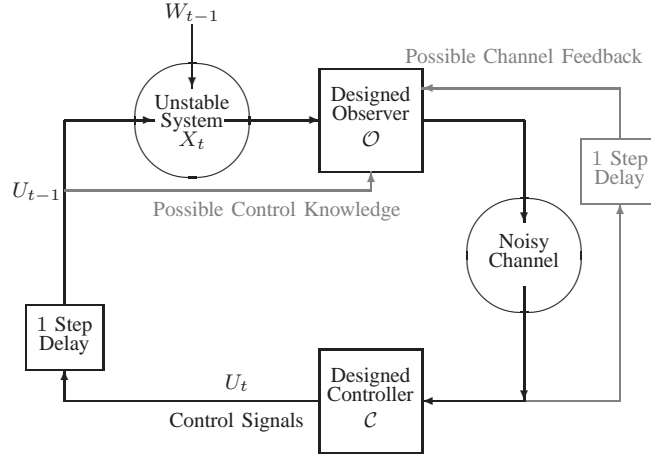 W_{t−1}
Possible Channel Feedback
Unstable
System
X_t
Designed
Observer
𝒪
1 Step
Delay
U_{t−1}
Possible Control Knowledge
Noisy
Channel
1 Step
Delay
U_t
Control Signals
Designed
Controller
𝒞